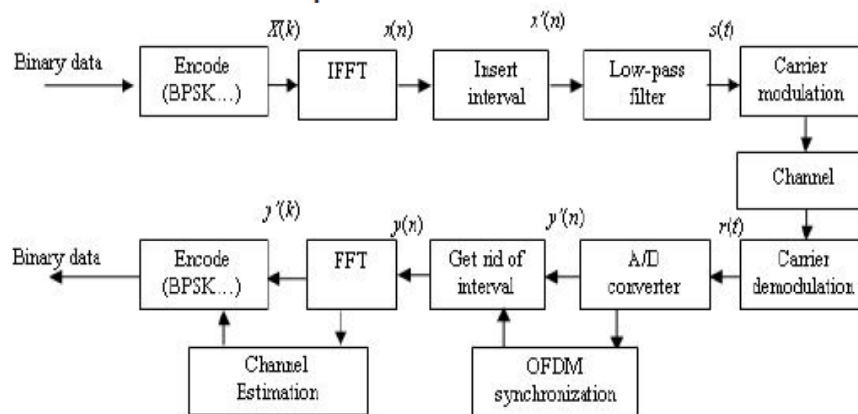 X(k)
x(n)
x'(n)
s(t)
Binary data
Encode
(BPSK...)
IFFT
Insert
interval
Low-pass
filter
Carrier
modulation
Channel
y'(k)
y(n)
y'(n)
r(t)
Binary data
Encode
(BPSK...)
FFT
Get rid of
interval
A/D
converter
Carrier
demodulation
Channel
Estimation
OFDM
synchronization